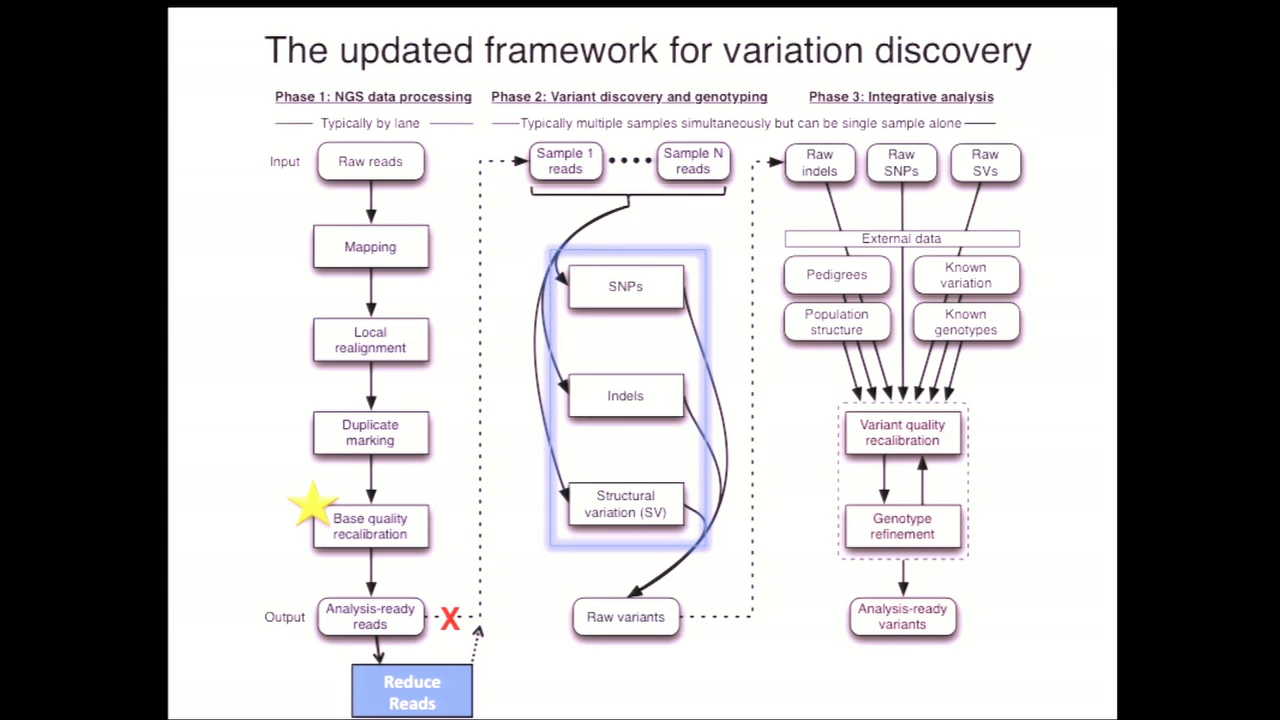 The updated framework for variation discovery
Phase 1: NGS data processing
Typically by lane
Input
Raw reads
Mapping
Local
realignment
Duplicate
marking
Base quality
recalibration
Output
Analysis-ready
reads
X
Reduce
Reads
Phase 2: Variant discovery and genotyping
Typically multiple samples simultaneously but can be single sample alone
Sample 1
reads
Sample N
reads
SNPs
Indels
Structural
variation (SV)
Raw variants
Phase 3: Integrative analysis
Raw
indels
Raw
SNPs
Raw
SVs
External data
Pedigrees
Known
variation
Population
structure
Known
genotypes
Variant quality
recalibration
Genotype
refinement
Analysis-ready
variants